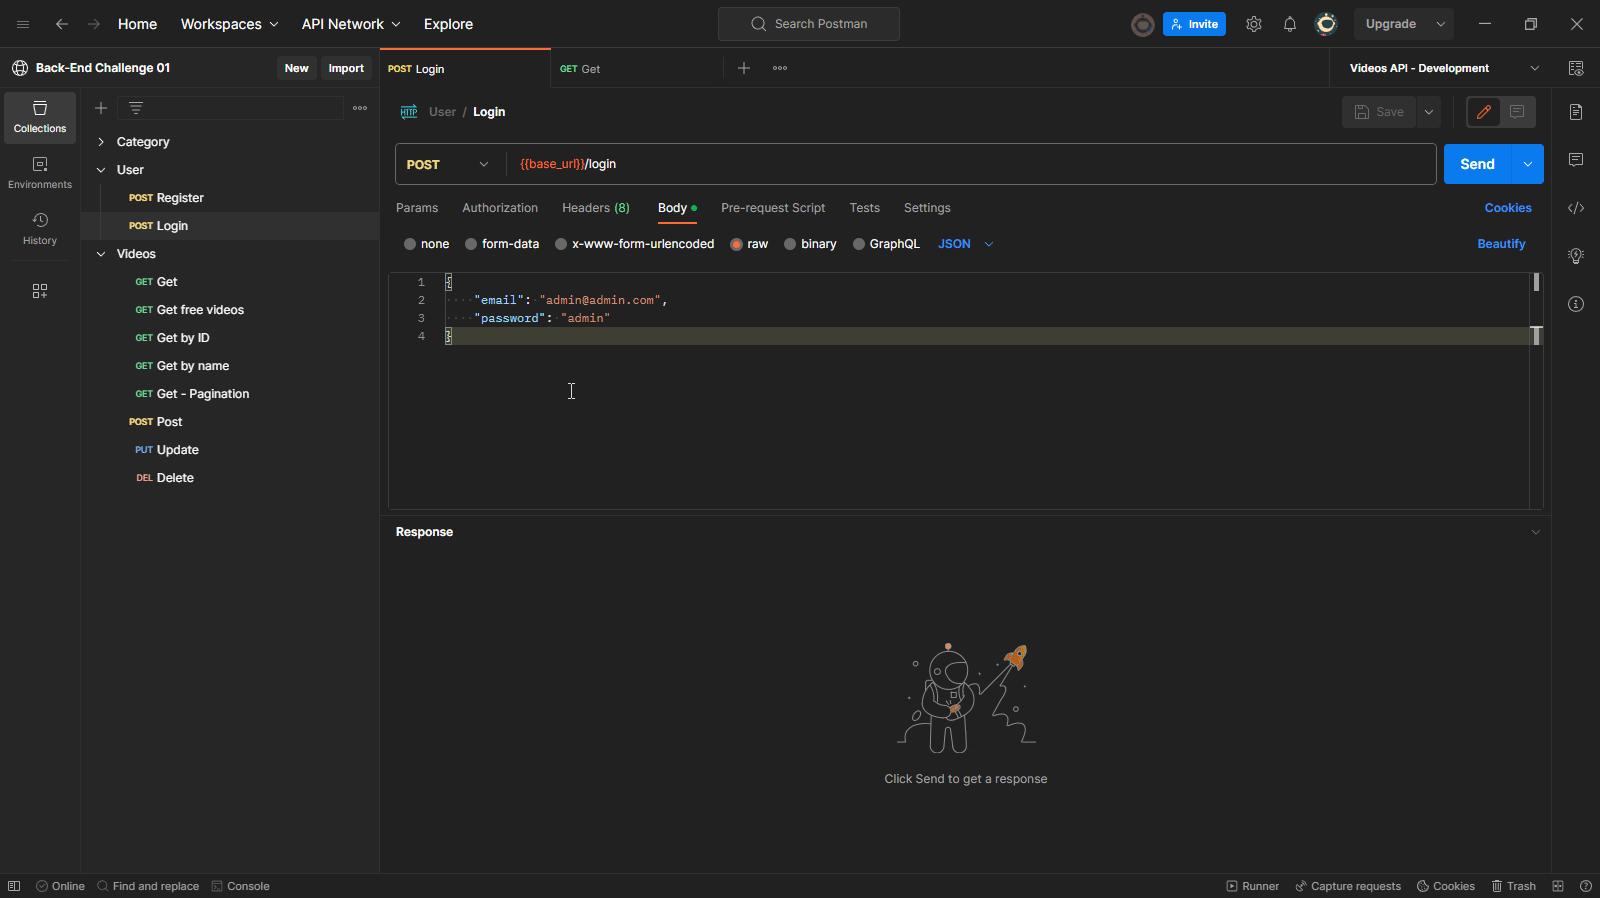 Home Workspaces API Network Explore Search Postman Invite Upgrade
Back-End Challenge 01 New Import POST Login GET Get Videos API - Development
Collections
Environments
History
Category
User
POST Register
POST Login
Videos
GET Get
GET Get free videos
GET Get by ID
GET Get by name
GET Get - Pagination
POST Post
PUT Update
DEL Delete
HTTP User / Login Save
POST {{base_url}}/login Send
Params Authorization Headers (8) Body Pre-request Script Tests Settings Cookies
none form-data x-www-form-urlencoded raw binary GraphQL JSON Beautify
1 {
2 "email": "admin@admin.com",
3 "password": "admin"
4 }
Response
Click Send to get a response
Online Find and replace Console Runner Capture requests Cookies Trash